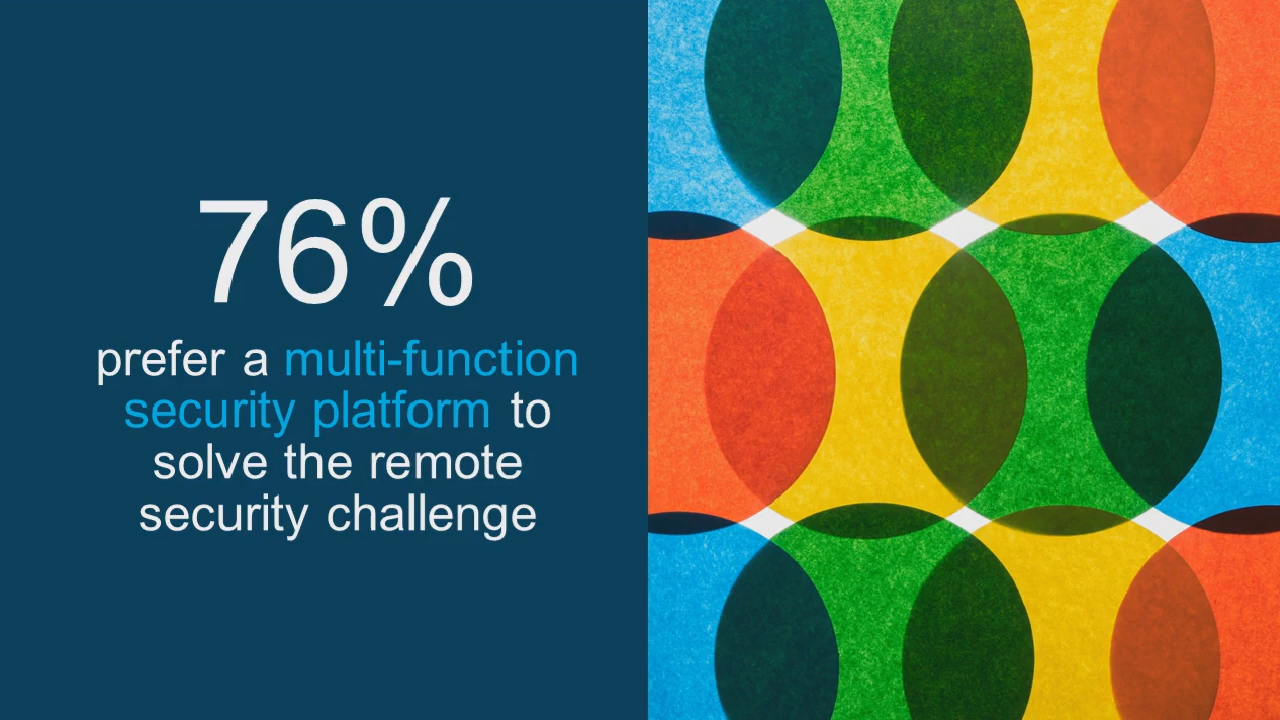 76%
prefer a multi-function
security platform to
solve the remote
security challenge